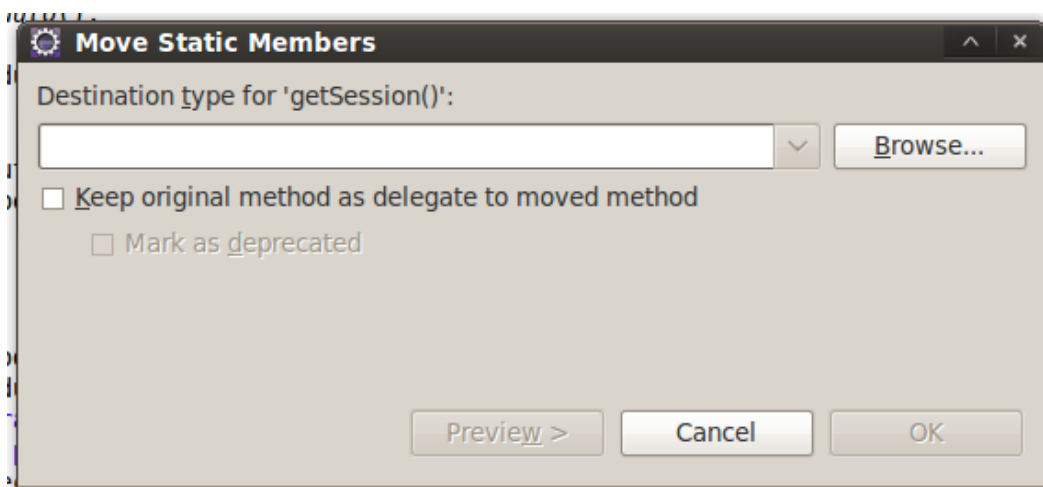 Move Static Members
Destination type for 'getSession()':
Browse...
Keep original method as delegate to moved method
Mark as deprecated
Preview > Cancel OK